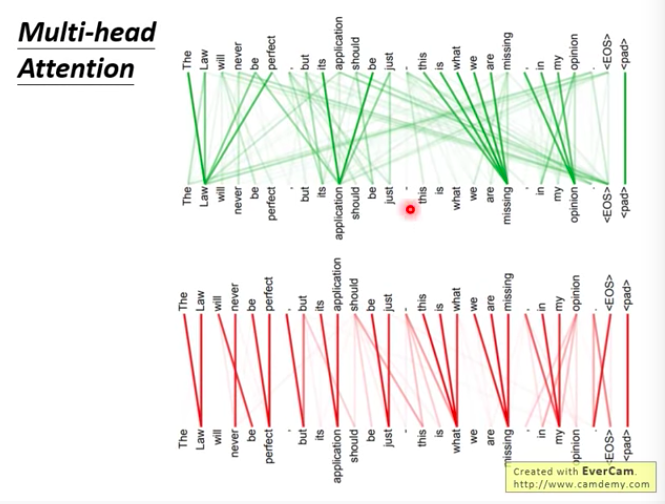 Multi-head
Attention
The Law will never be perfect , but its application should be just - this is what we are missing , in my opinion . <EOS> <pad>
The Law will never be perfect , but its application should be just - this is what we are missing , in my opinion . <EOS> <pad>
The Law will never be perfect , but its application should be just - this is what we are missing , in my opinion . <EOS> <pad>
The Law will never be perfect , but its application should be just - this is what we are missing , in my opinion . <EOS> <pad>
Created with EverCam.
http://www.camdemy.com